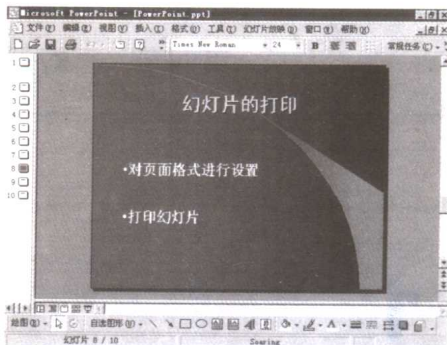 Microsoft PowerPoint - [PowerPoint.ppt]
文件(F) 编辑(E) 视图(V) 插入(I) 格式(O) 工具(T) 幻灯片放映(D) 窗口(W) 帮助(H)
Times New Roman 24 B 常规任务(C)
1
2
3
4
5
6
7
8
9
10
幻灯片的打印
·对页面格式进行设置
·打印幻灯片
绘图(R) 自选图形(U) A
幻灯片 8 / 10 Soaring